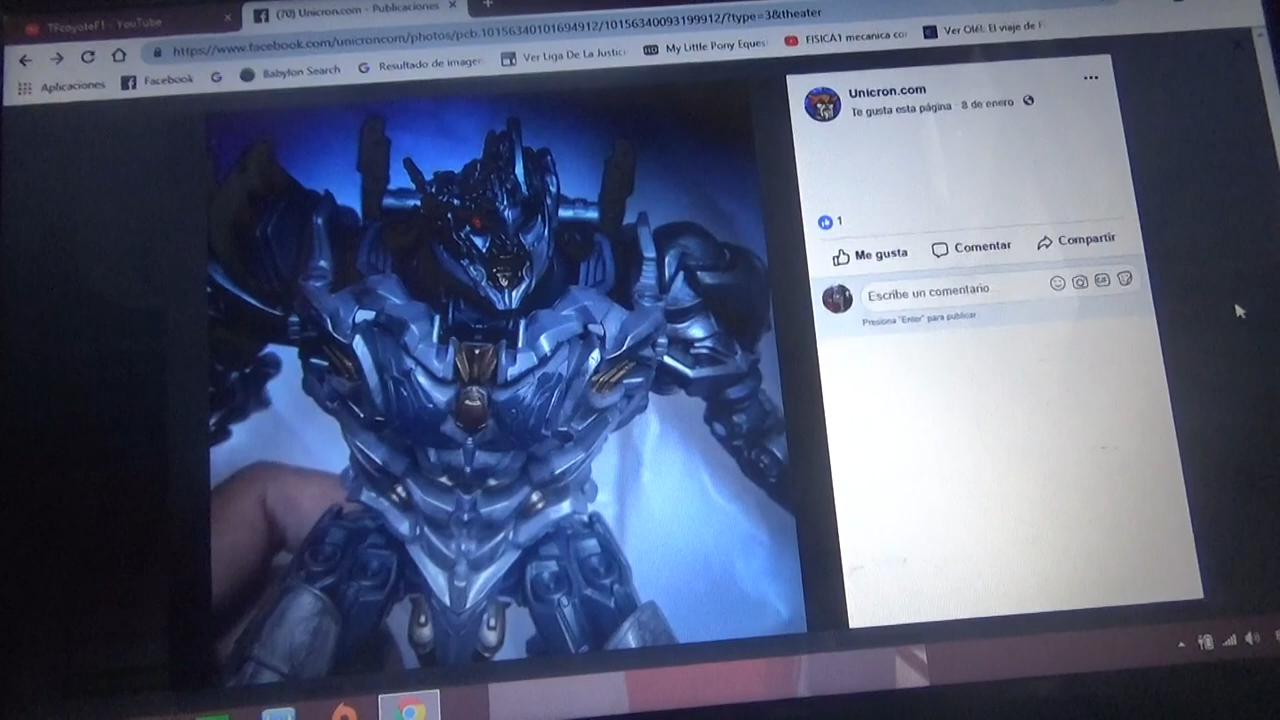 TFcoyoteF1 - YouTube
(70) Unicron.com - Publicaciones
https://www.facebook.com/unicroncom/photos/pcb.10156340101694912/10156340093199912/?type=3&theater
Aplicaciones Facebook Babylon Search Resultado de imagen Ver Liga De La Justici HD My Little Pony Eques FISICA1 mecanica co Ver Olé!. El viaje de F
Unicron.com
Te gusta esta página · 8 de enero
1
Me gusta Comentar Compartir
Escribe un comentario
Presiona "Enter" para publicar